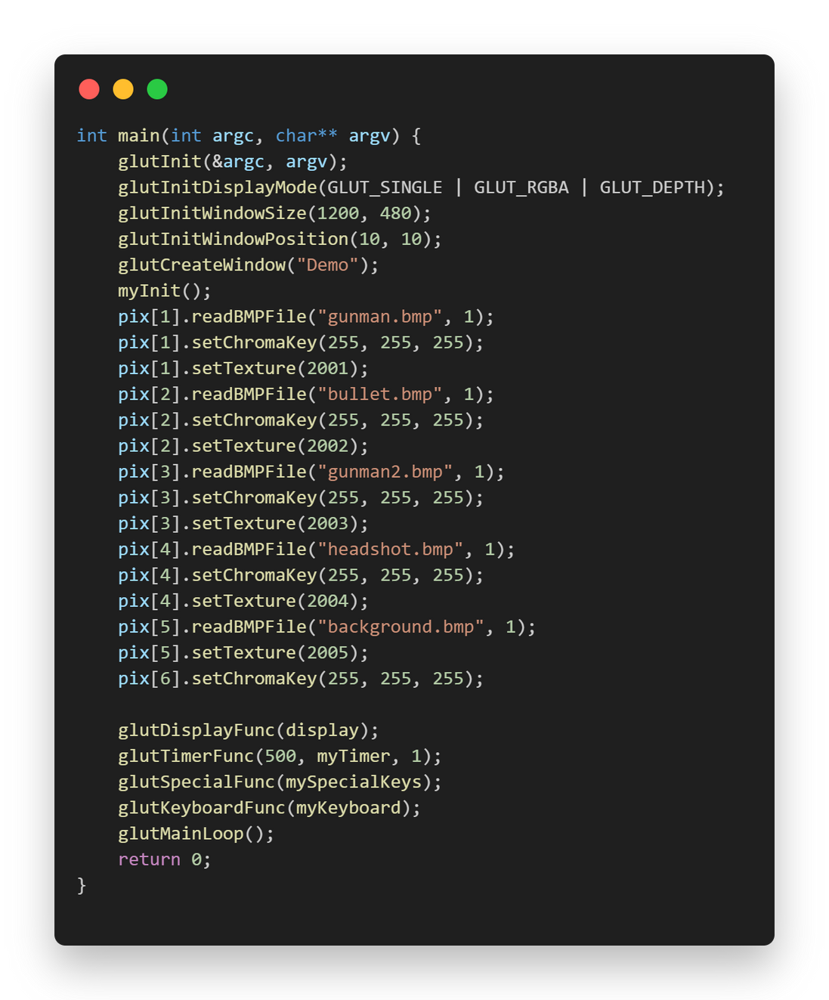 int main(int argc, char** argv) {
    glutInit(&argc, argv);
    glutInitDisplayMode(GLUT_SINGLE | GLUT_RGBA | GLUT_DEPTH);
    glutInitWindowSize(1200, 480);
    glutInitWindowPosition(10, 10);
    glutCreateWindow("Demo");
    myInit();
    pix[1].readBMPFile("gunman.bmp", 1);
    pix[1].setChromaKey(255, 255, 255);
    pix[1].setTexture(2001);
    pix[2].readBMPFile("bullet.bmp", 1);
    pix[2].setChromaKey(255, 255, 255);
    pix[2].setTexture(2002);
    pix[3].readBMPFile("gunman2.bmp", 1);
    pix[3].setChromaKey(255, 255, 255);
    pix[3].setTexture(2003);
    pix[4].readBMPFile("headshot.bmp", 1);
    pix[4].setChromaKey(255, 255, 255);
    pix[4].setTexture(2004);
    pix[5].readBMPFile("background.bmp", 1);
    pix[5].setTexture(2005);
    pix[6].setChromaKey(255, 255, 255);

    glutDisplayFunc(display);
    glutTimerFunc(500, myTimer, 1);
    glutSpecialFunc(mySpecialKeys);
    glutKeyboardFunc(myKeyboard);
    glutMainLoop();
    return 0;
}